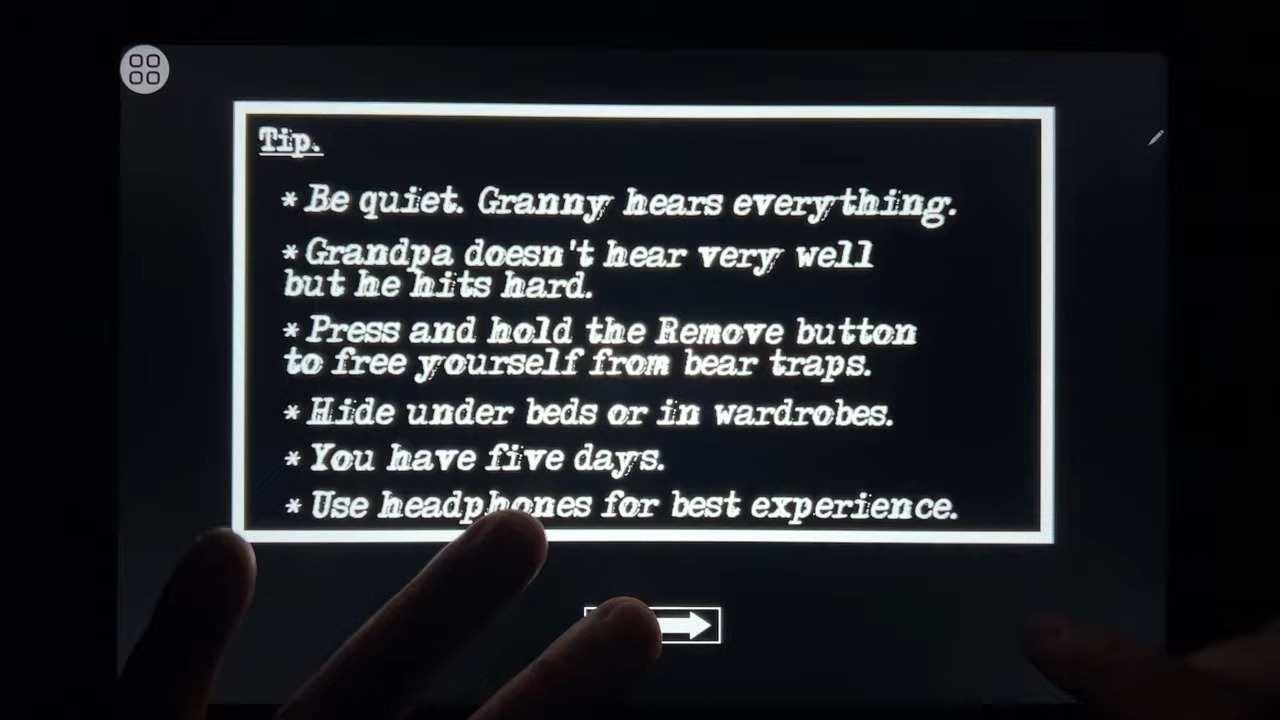 Tip.
* Be quiet. Granny hears everything.
* Grandpa doesn't hear very well
but he hits hard.
* Press and hold the Remove button
to free yourself from bear traps.
* Hide under beds or in wardrobes.
* You have five days.
* Use headphones for best experience.